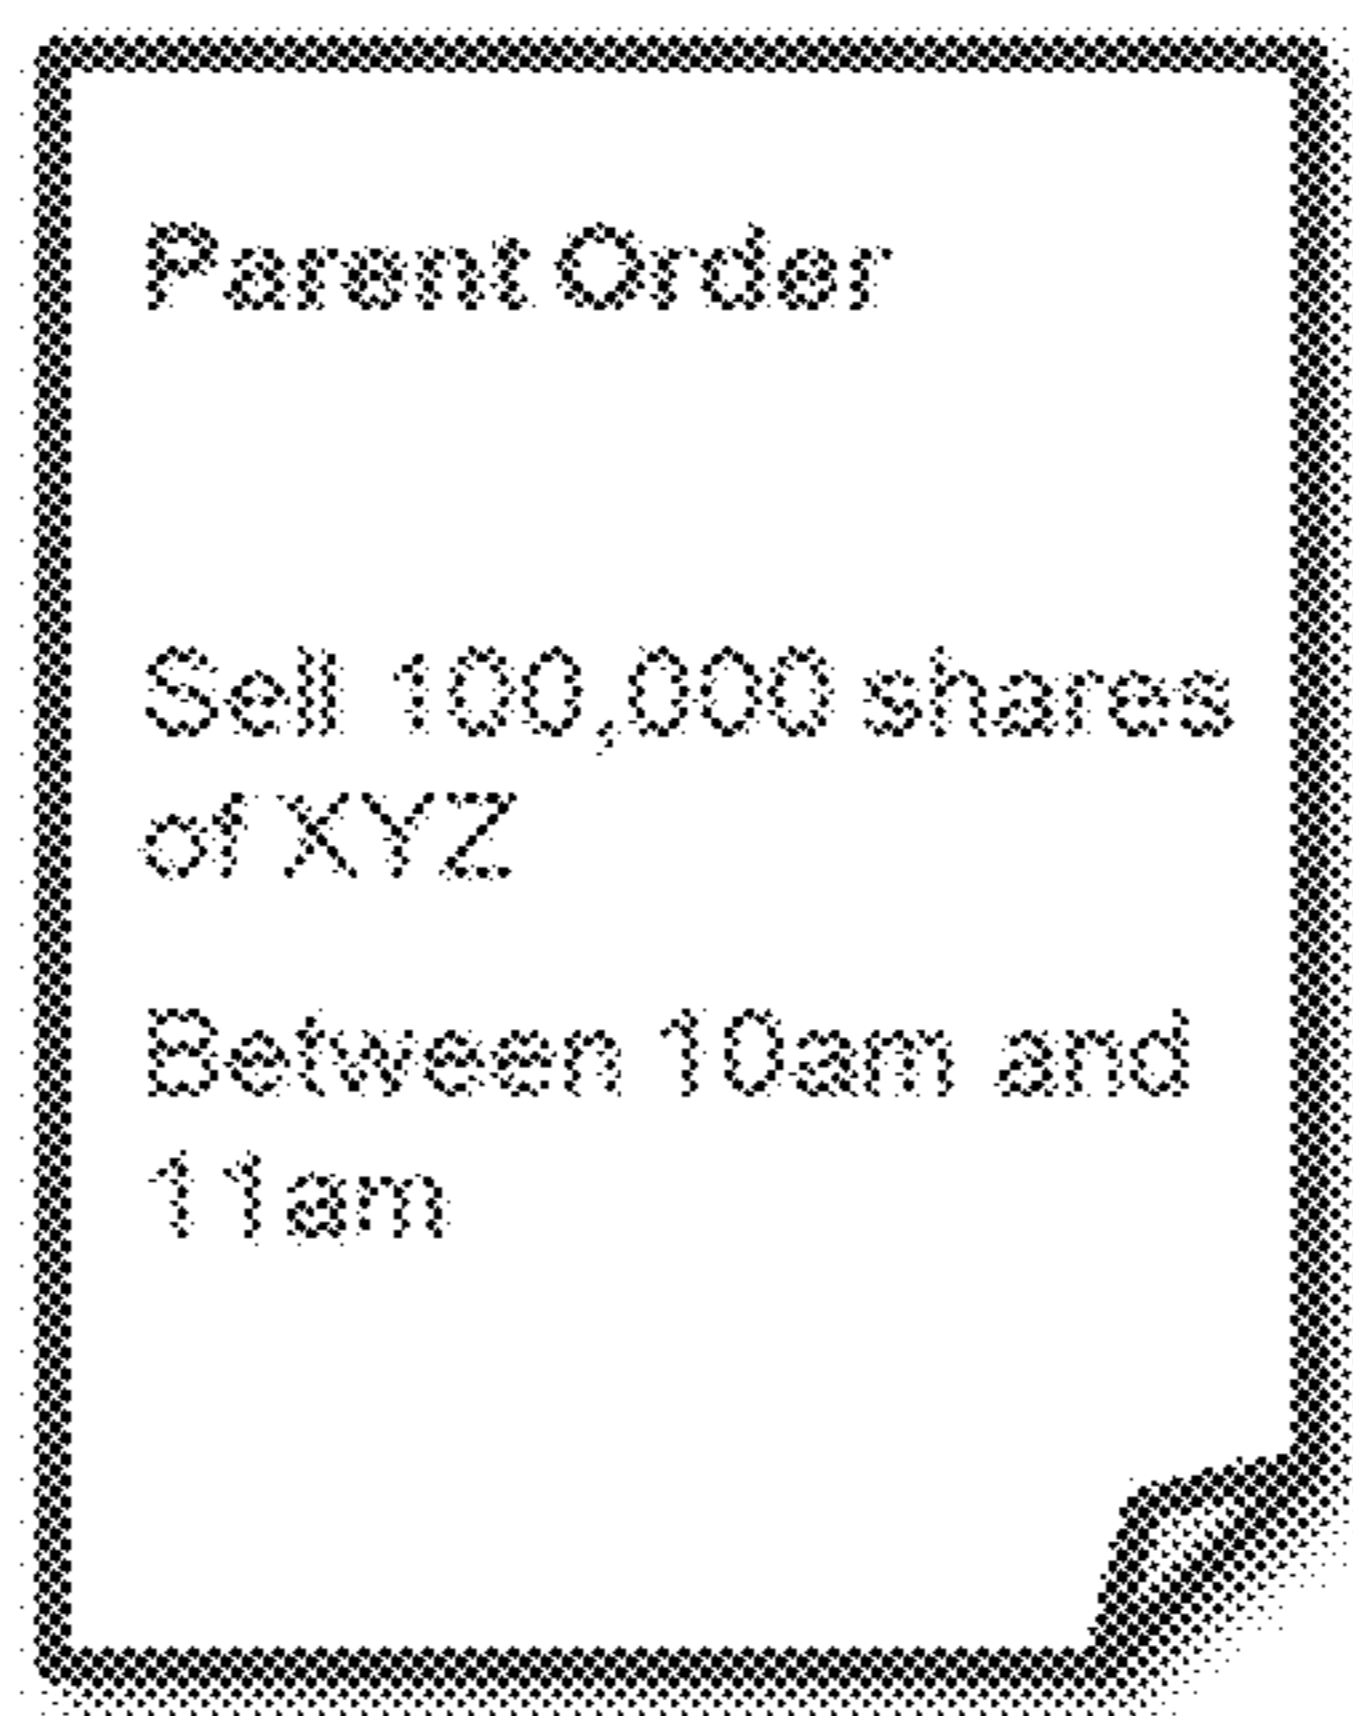 Parent Order
Sell 100,000 shares
of XYZ
Between 10am and
11am